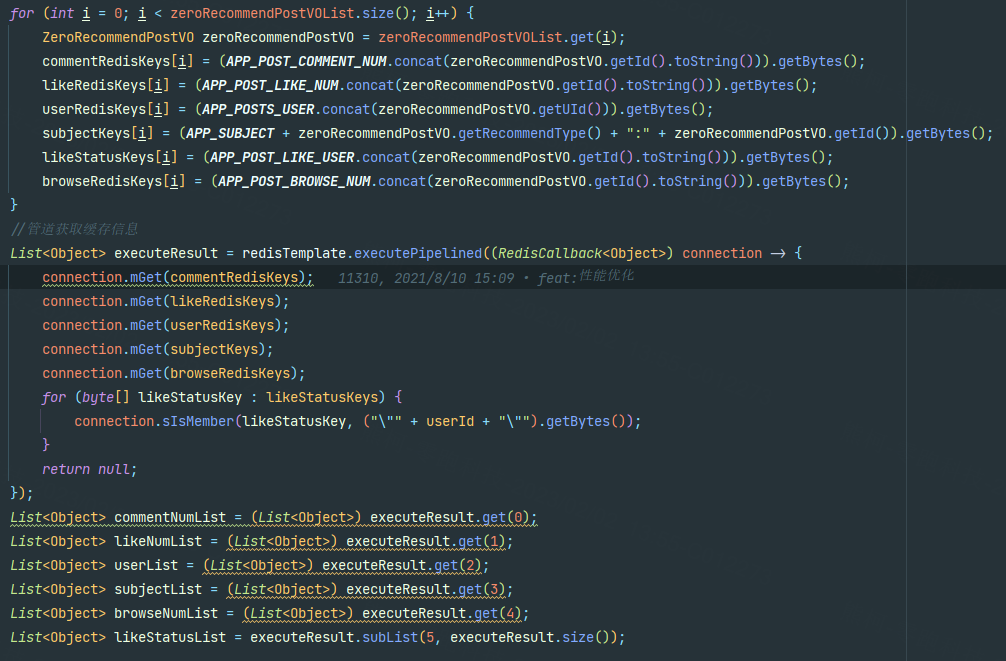 for (int i = 0; i < zeroRecommendPostVOList.size(); i++) {
    ZeroRecommendPostVO zeroRecommendPostVO = zeroRecommendPostVOList.get(i);
    commentRedisKeys[i] = (APP_POST_COMMENT_NUM.concat(zeroRecommendPostVO.getId().toString())).getBytes();
    likeRedisKeys[i] = (APP_POST_LIKE_NUM.concat(zeroRecommendPostVO.getId().toString())).getBytes();
    userRedisKeys[i] = (APP_POSTS_USER.concat(zeroRecommendPostVO.getUId())).getBytes();
    subjectKeys[i] = (APP_SUBJECT + zeroRecommendPostVO.getRecommendType() + ":" + zeroRecommendPostVO.getId()).getBytes();
    likeStatusKeys[i] = (APP_POST_LIKE_USER.concat(zeroRecommendPostVO.getId().toString())).getBytes();
    browseRedisKeys[i] = (APP_POST_BROWSE_NUM.concat(zeroRecommendPostVO.getId().toString())).getBytes();
}
//管道获取缓存信息
List<Object> executeResult = redisTemplate.executePipelined((RedisCallback<Object>) connection -> {
    connection.mGet(commentRedisKeys);   11310, 2021/8/10 15:09 · feat:性能优化
    connection.mGet(likeRedisKeys);
    connection.mGet(userRedisKeys);
    connection.mGet(subjectKeys);
    connection.mGet(browseRedisKeys);
    for (byte[] likeStatusKey : likeStatusKeys) {
        connection.sIsMember(likeStatusKey, ("\"" + userId + "\"").getBytes());
    }
    return null;
});
List<Object> commentNumList = (List<Object>) executeResult.get(0);
List<Object> likeNumList = (List<Object>) executeResult.get(1);
List<Object> userList = (List<Object>) executeResult.get(2);
List<Object> subjectList = (List<Object>) executeResult.get(3);
List<Object> browseNumList = (List<Object>) executeResult.get(4);
List<Object> likeStatusList = executeResult.subList(5, executeResult.size());